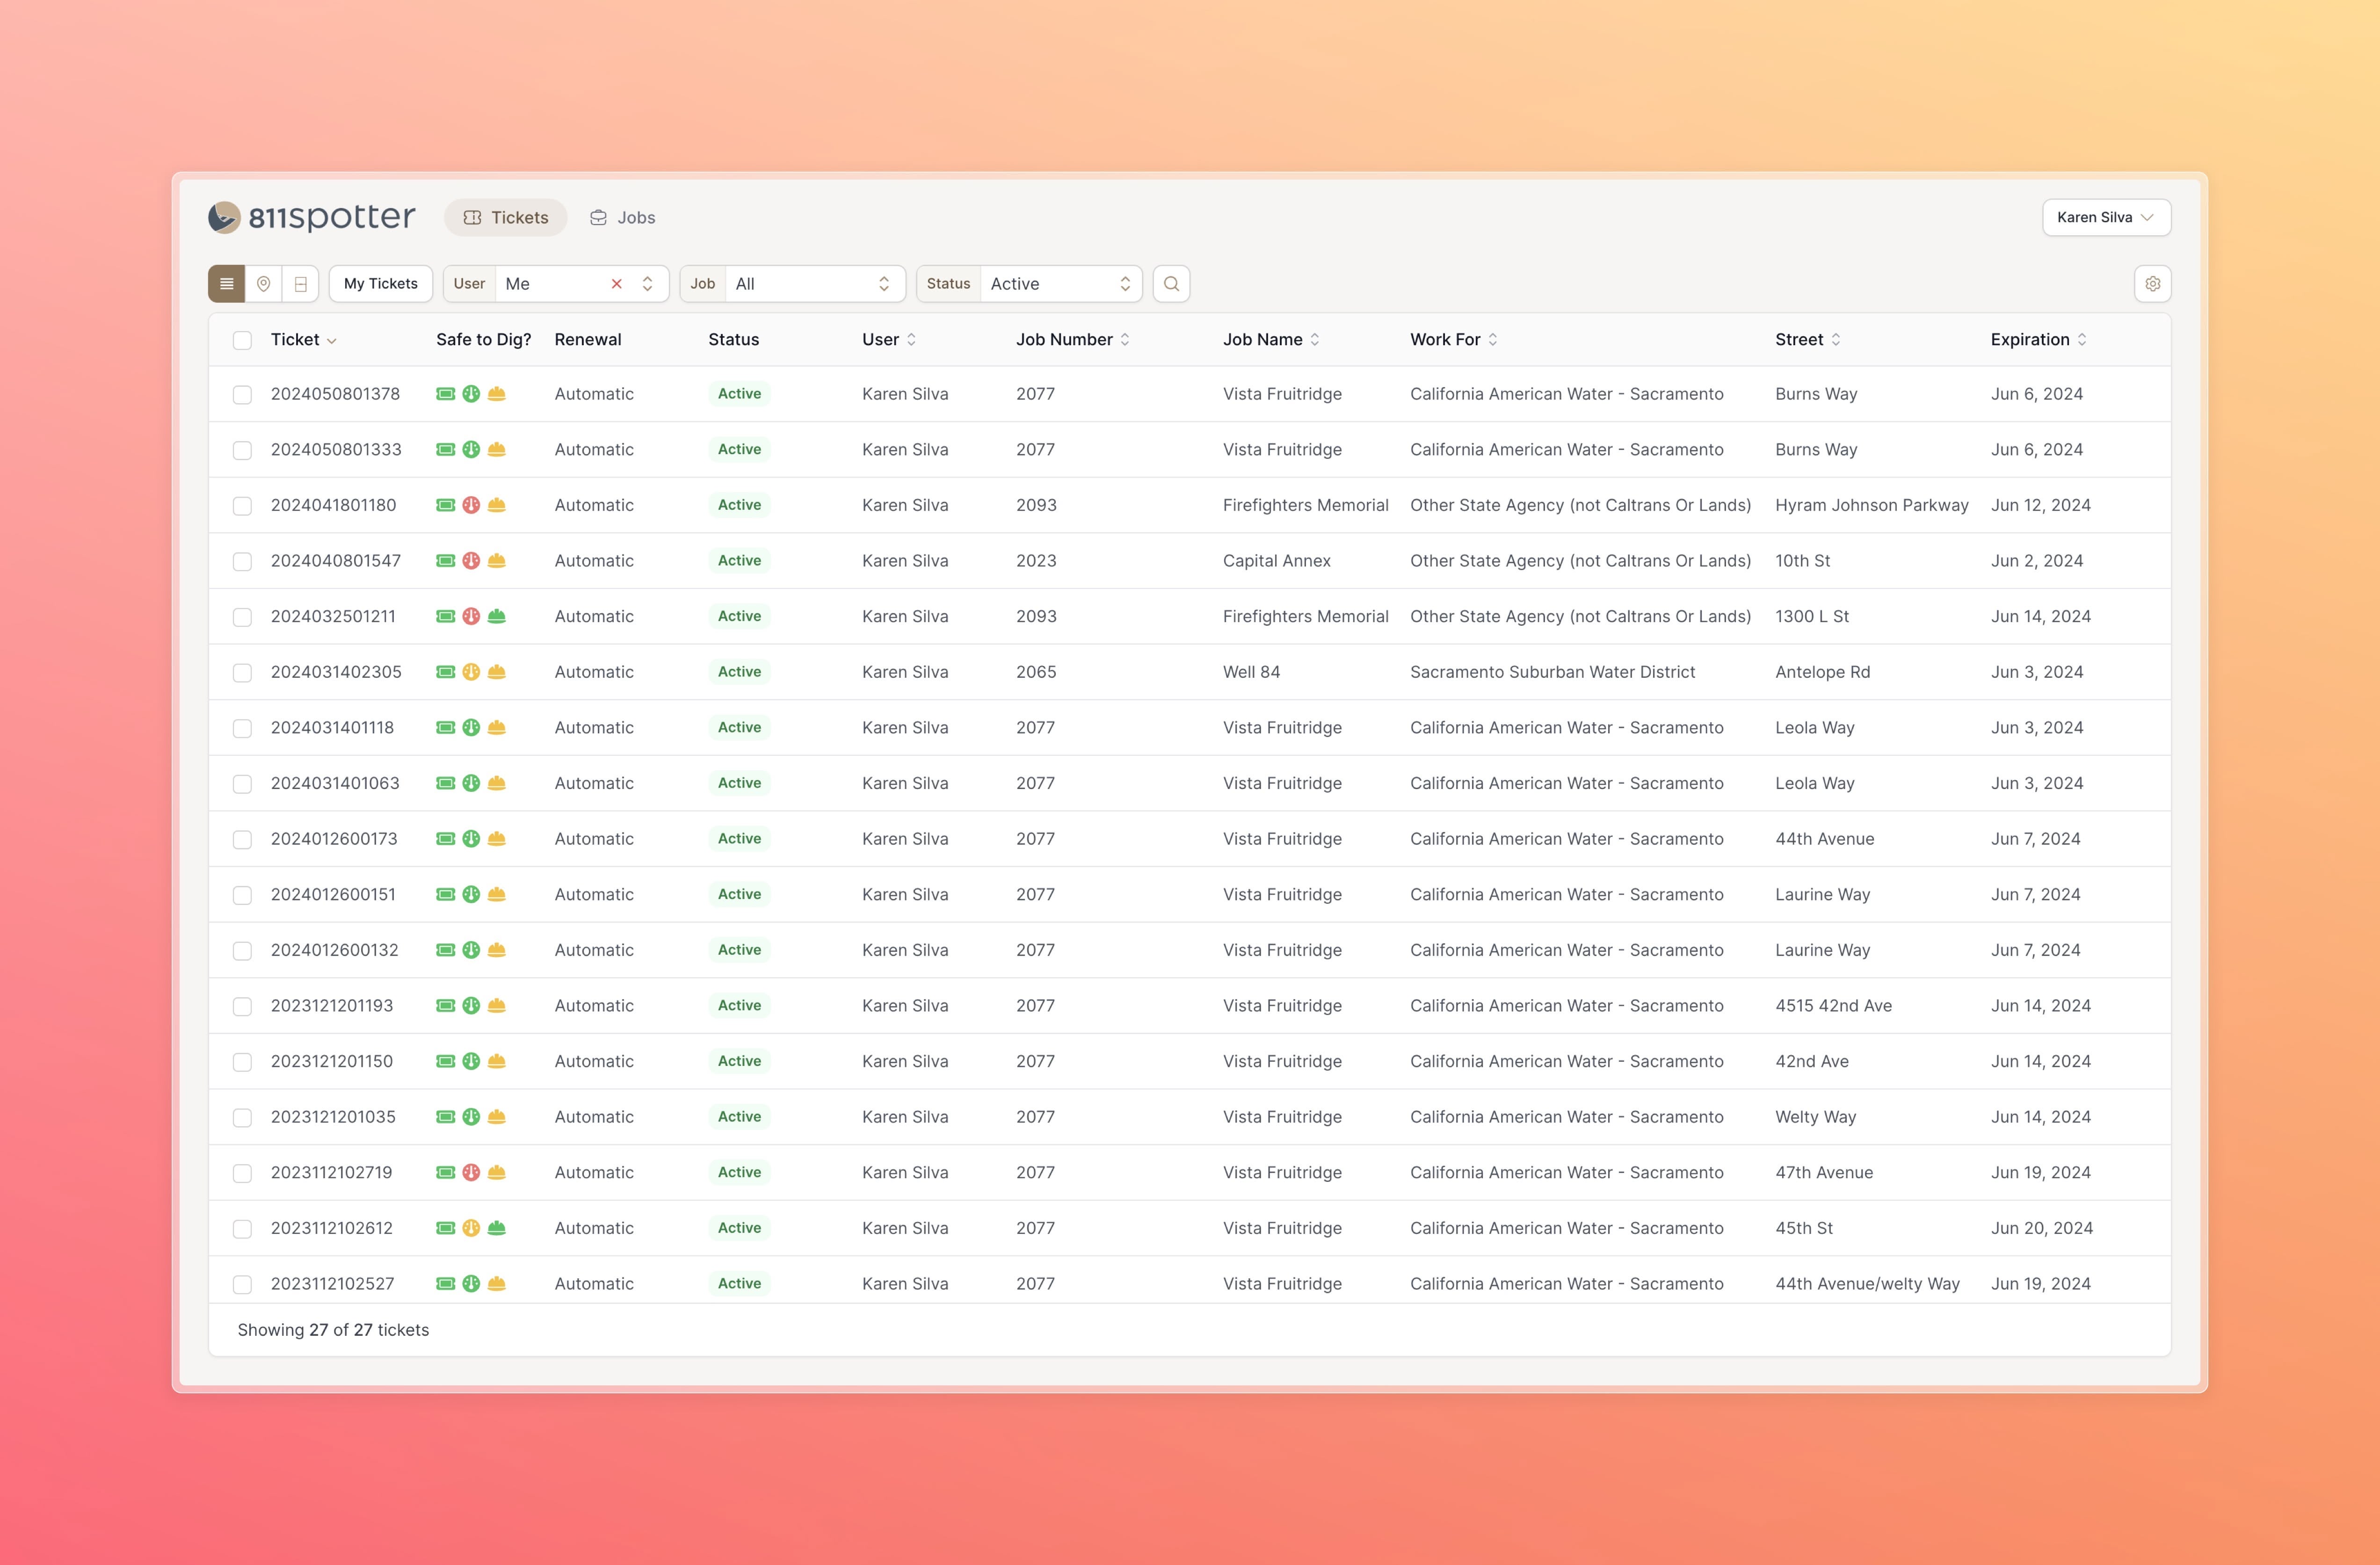 811spotter Tickets Jobs Karen Silva
My Tickets User Me Job All Status Active
Ticket Safe to Dig? Renewal Status User Job Number Job Name Work For Street Expiration
2024050801378 Automatic Active Karen Silva 2077 Vista Fruitridge California American Water - Sacramento Burns Way Jun 6, 2024
2024050801333 Automatic Active Karen Silva 2077 Vista Fruitridge California American Water - Sacramento Burns Way Jun 6, 2024
2024041801180 Automatic Active Karen Silva 2093 Firefighters Memorial Other State Agency (not Caltrans Or Lands) Hyram Johnson Parkway Jun 12, 2024
2024040801547 Automatic Active Karen Silva 2023 Capital Annex Other State Agency (not Caltrans Or Lands) 10th St Jun 2, 2024
2024032501211 Automatic Active Karen Silva 2093 Firefighters Memorial Other State Agency (not Caltrans Or Lands) 1300 L St Jun 14, 2024
2024031402305 Automatic Active Karen Silva 2065 Well 84 Sacramento Suburban Water District Antelope Rd Jun 3, 2024
2024031401118 Automatic Active Karen Silva 2077 Vista Fruitridge California American Water - Sacramento Leola Way Jun 3, 2024
2024031401063 Automatic Active Karen Silva 2077 Vista Fruitridge California American Water - Sacramento Leola Way Jun 3, 2024
2024012600173 Automatic Active Karen Silva 2077 Vista Fruitridge California American Water - Sacramento 44th Avenue Jun 7, 2024
2024012600151 Automatic Active Karen Silva 2077 Vista Fruitridge California American Water - Sacramento Laurine Way Jun 7, 2024
2024012600132 Automatic Active Karen Silva 2077 Vista Fruitridge California American Water - Sacramento Laurine Way Jun 7, 2024
2023121201193 Automatic Active Karen Silva 2077 Vista Fruitridge California American Water - Sacramento 4515 42nd Ave Jun 14, 2024
2023121201150 Automatic Active Karen Silva 2077 Vista Fruitridge California American Water - Sacramento 42nd Ave Jun 14, 2024
2023121201035 Automatic Active Karen Silva 2077 Vista Fruitridge California American Water - Sacramento Welty Way Jun 14, 2024
2023112102719 Automatic Active Karen Silva 2077 Vista Fruitridge California American Water - Sacramento 47th Avenue Jun 19, 2024
2023112102612 Automatic Active Karen Silva 2077 Vista Fruitridge California American Water - Sacramento 45th St Jun 20, 2024
2023112102527 Automatic Active Karen Silva 2077 Vista Fruitridge California American Water - Sacramento 44th Avenue/welty Way Jun 19, 2024
Showing 27 of 27 tickets